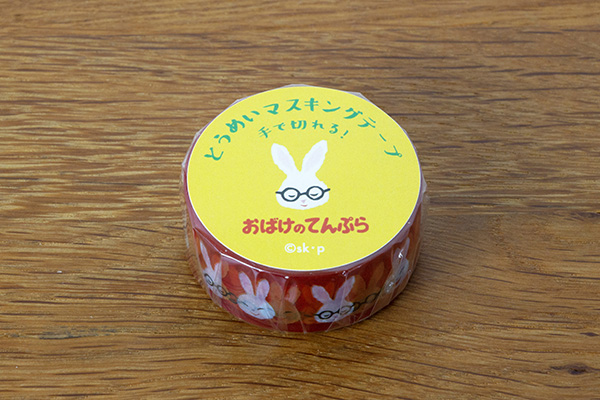 とうめいマスキングテープ
手で切れる!
おばけのてんぷら
©sk・p